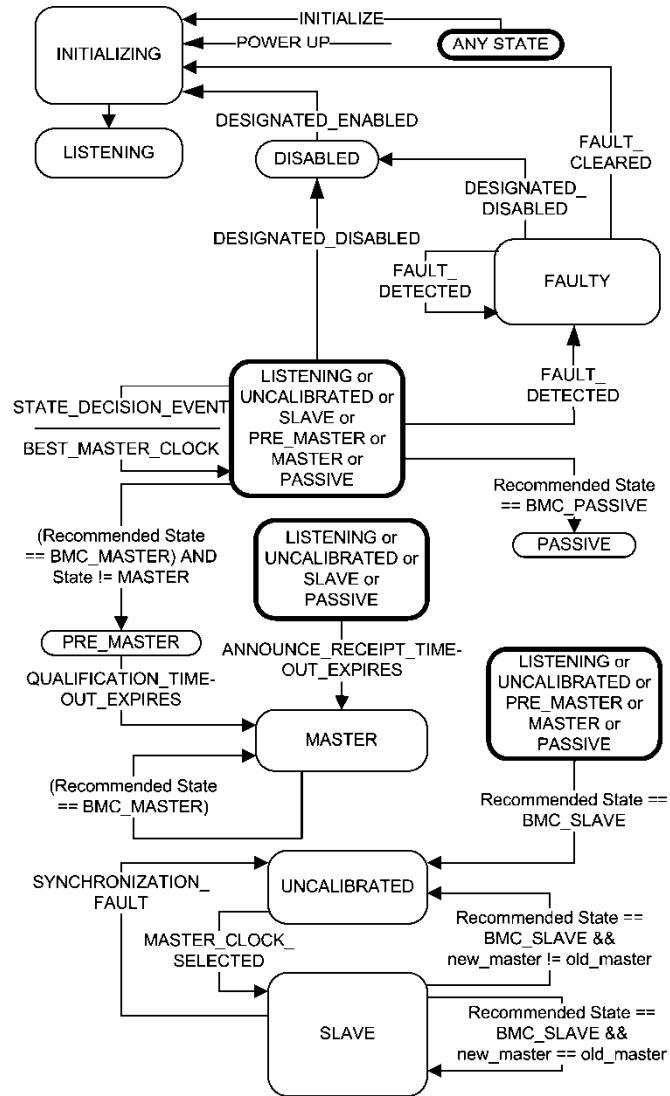 INITIALIZE
POWER UP
ANY STATE
INITIALIZING
DESIGNATED_ENABLED
LISTENING
DISABLED
FAULT_
CLEARED
DESIGNATED_
DISABLED
DESIGNATED_DISABLED
FAULT_
DETECTED
FAULTY
LISTENING or
UNCALIBRATED or
SLAVE or
PRE_MASTER or
MASTER or
PASSIVE
FAULT_
DETECTED
STATE_DECISION_EVENT
BEST_MASTER_CLOCK
Recommended State
== BMC_PASSIVE
PASSIVE
(Recommended State
== BMC_MASTER) AND
State != MASTER
LISTENING or
UNCALIBRATED or
SLAVE or
PASSIVE
PRE_MASTER
ANNOUNCE_RECEIPT_TIME-
OUT_EXPIRES
QUALIFICATION_TIME-
OUT_EXPIRES
LISTENING or
UNCALIBRATED or
PRE_MASTER or
MASTER or
PASSIVE
MASTER
(Recommended State
== BMC_MASTER)
Recommended State ==
BMC_SLAVE
SYNCHRONIZATION_
FAULT
UNCALIBRATED
MASTER_CLOCK_
SELECTED
Recommended State ==
BMC_SLAVE &&
new_master != old_master
SLAVE
Recommended State ==
BMC_SLAVE &&
new_master == old_master